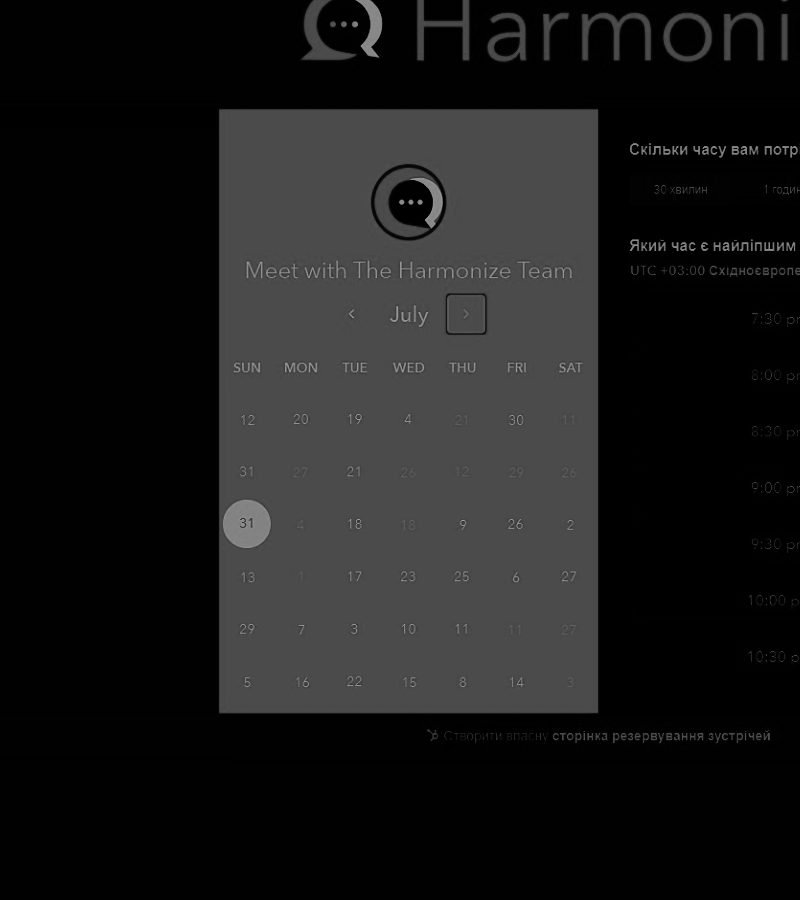 Harmoni
Meet with The Harmonize Team
July
SUN MON TUE WED THU FRI SAT
12 20 19 4 21 30 11
31 27 21 26 12 29 26
31 4 18 18 9 26 2
13 17 23 25 6 27
29 7 3 10 11 11 27
5 16 22 15 8 14 3
Скільки часу вам
30 хвилин 1
Який час є найліпшим
UTC +03:00
7:30
8:00
8:30
9:00
9:30
10:00
10:30
Створити власну сторінка резервування зустрічей